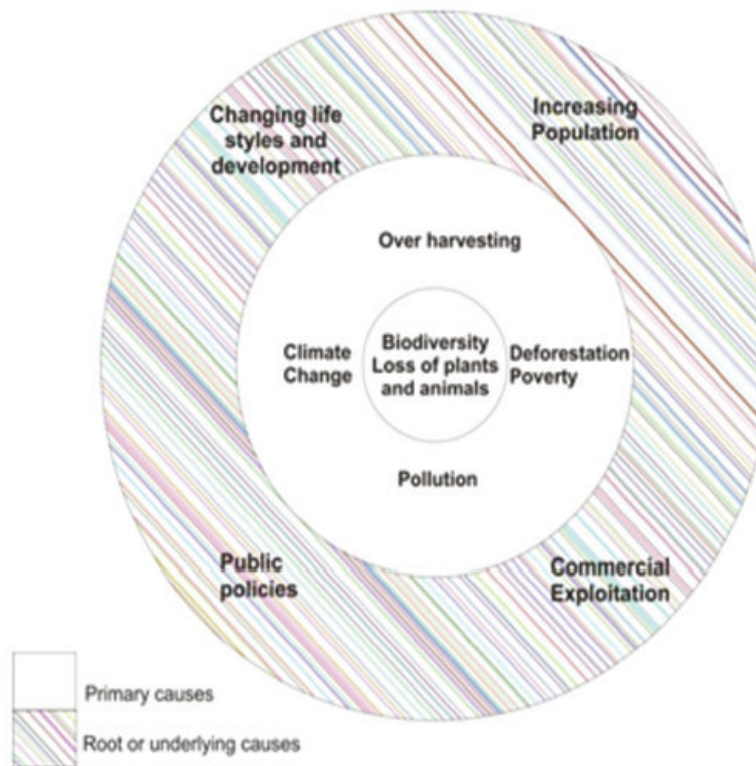 Changing life
styles and
development
Increasing
Population
Over harvesting
Climate
Change
Biodiversity
Loss of plants
and animals
Deforestation
Poverty
Pollution
Public
policies
Commercial
Exploitation
Primary causes
Root or underlying causes